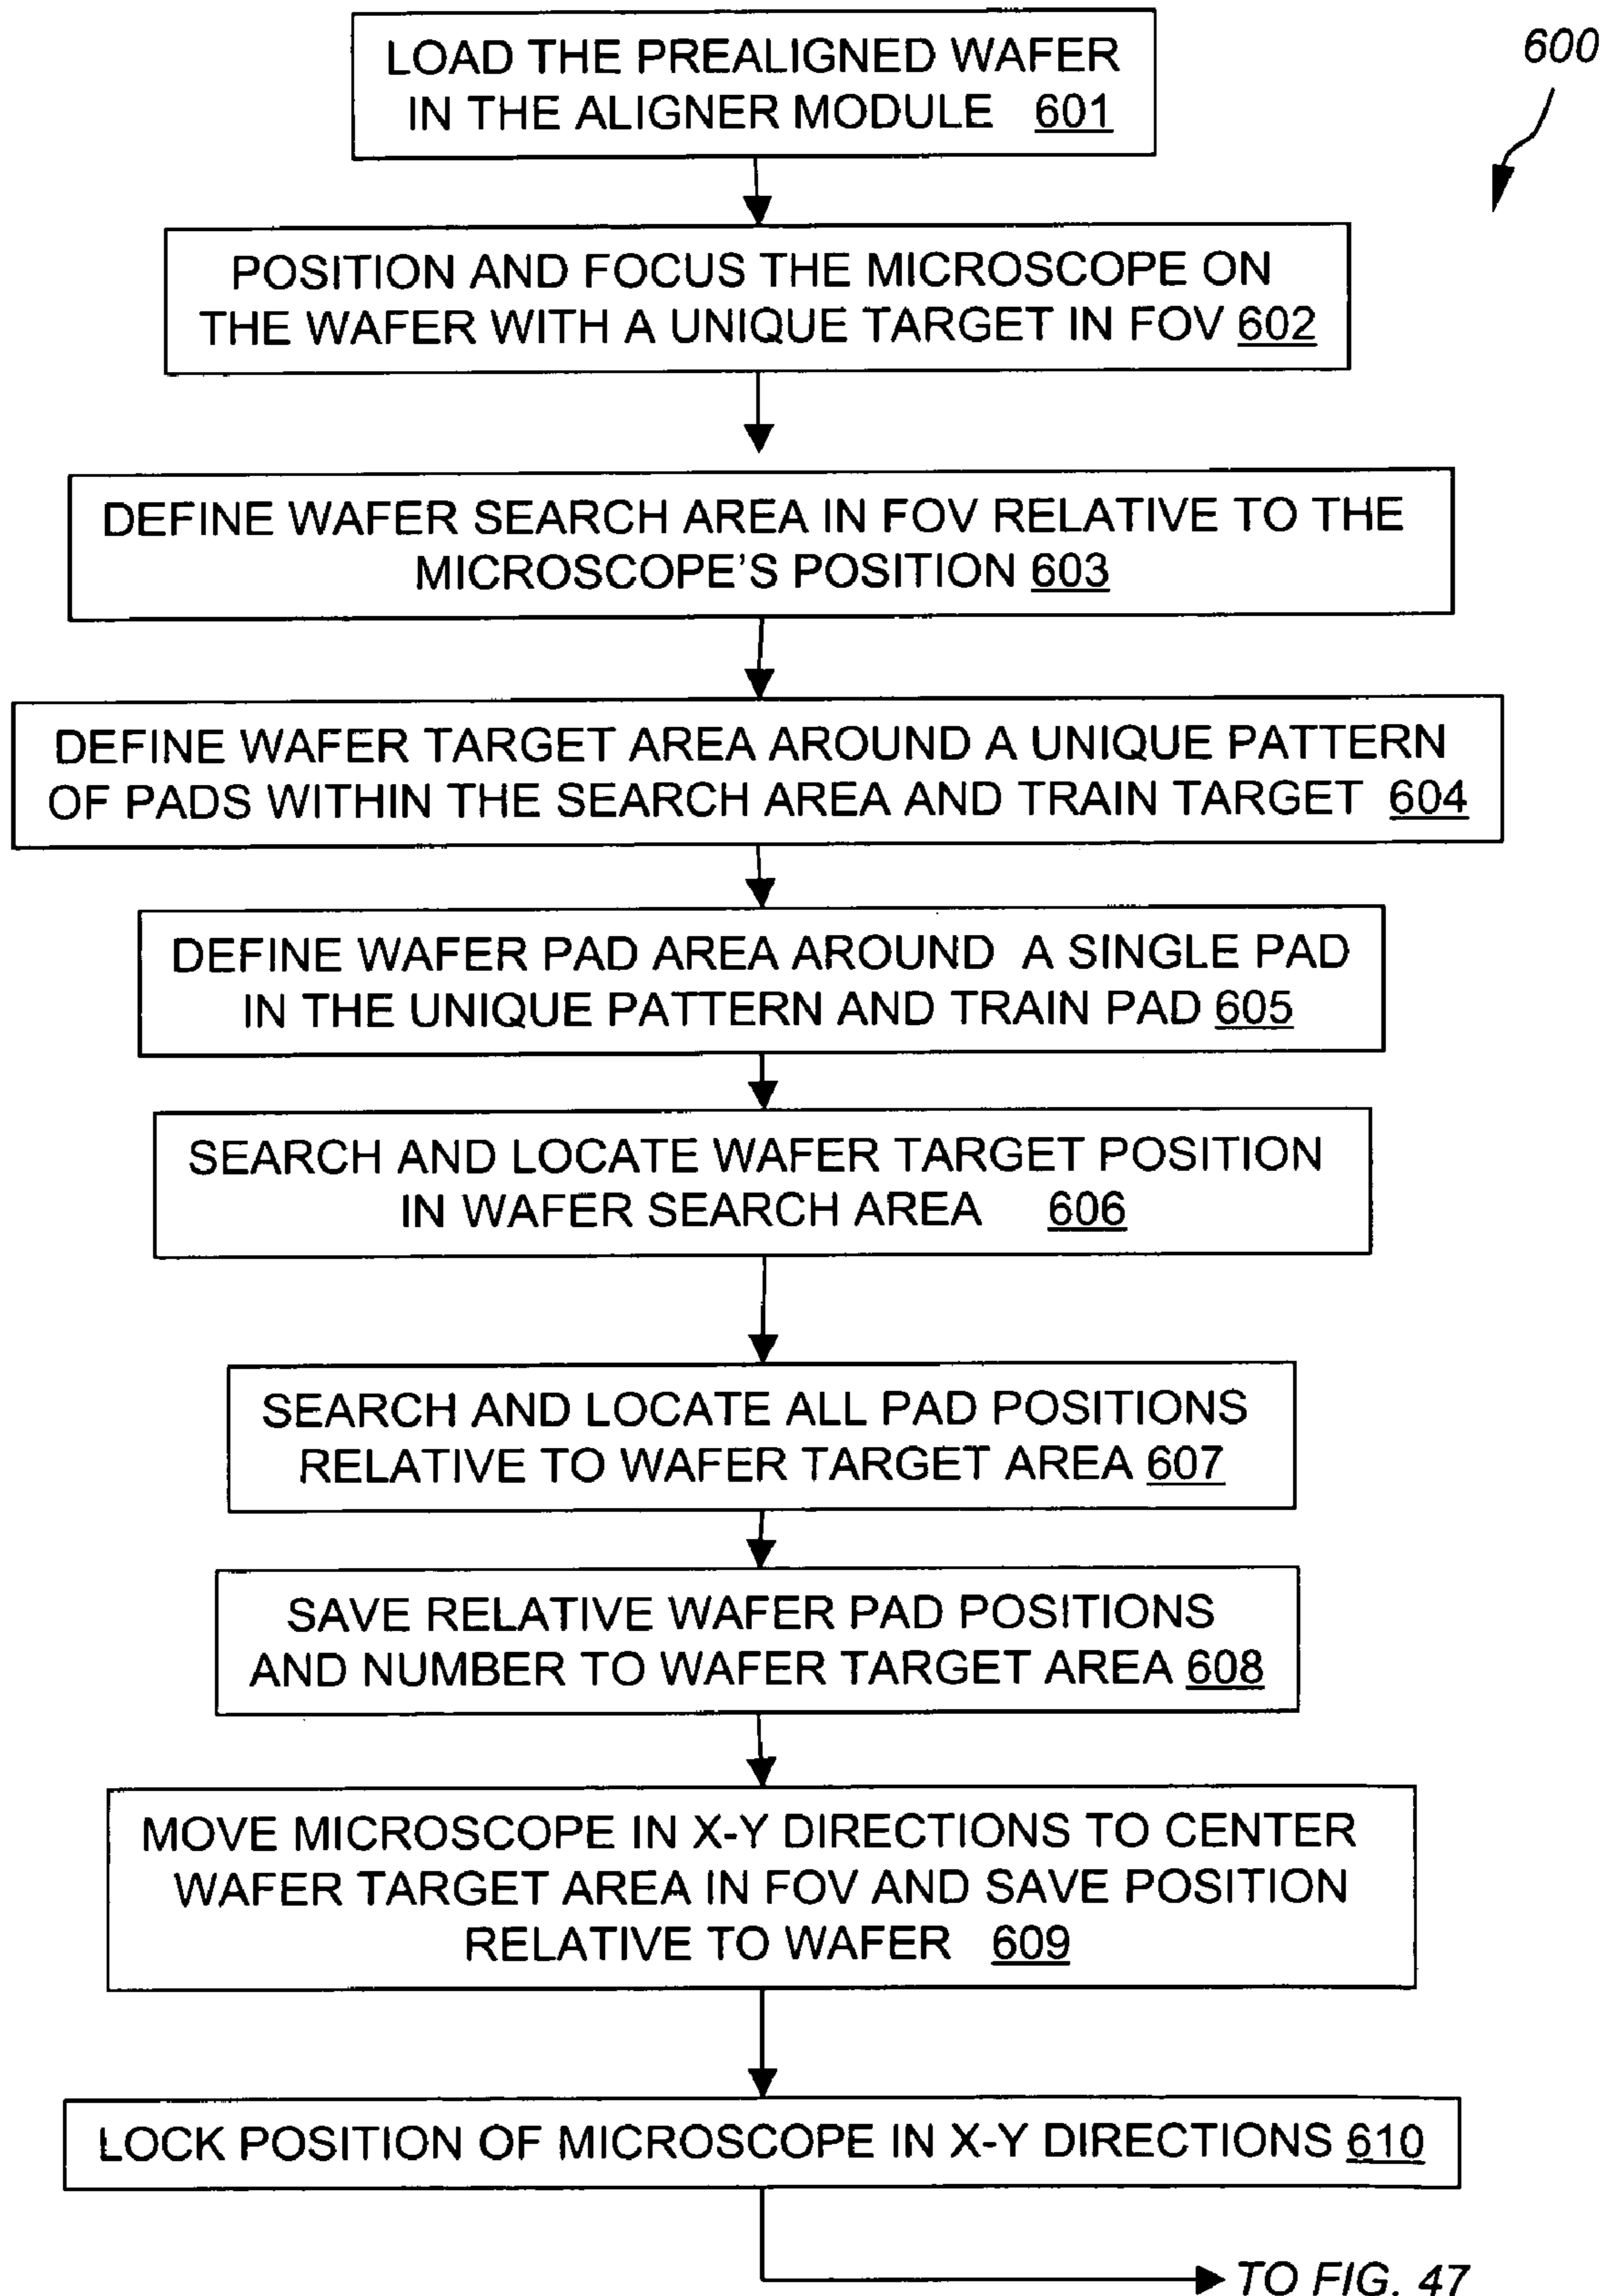 600
LOAD THE PREALIGNED WAFER
IN THE ALIGNER MODULE 601
POSITION AND FOCUS THE MICROSCOPE ON
THE WAFER WITH A UNIQUE TARGET IN FOV 602
DEFINE WAFER SEARCH AREA IN FOV RELATIVE TO THE
MICROSCOPE'S POSITION 603
DEFINE WAFER TARGET AREA AROUND A UNIQUE PATTERN
OF PADS WITHIN THE SEARCH AREA AND TRAIN TARGET 604
DEFINE WAFER PAD AREA AROUND A SINGLE PAD
IN THE UNIQUE PATTERN AND TRAIN PAD 605
SEARCH AND LOCATE WAFER TARGET POSITION
IN WAFER SEARCH AREA 606
SEARCH AND LOCATE ALL PAD POSITIONS
RELATIVE TO WAFER TARGET AREA 607
SAVE RELATIVE WAFER PAD POSITIONS
AND NUMBER TO WAFER TARGET AREA 608
MOVE MICROSCOPE IN X-Y DIRECTIONS TO CENTER
WAFER TARGET AREA IN FOV AND SAVE POSITION
RELATIVE TO WAFER 609
LOCK POSITION OF MICROSCOPE IN X-Y DIRECTIONS 610
TO FIG. 47